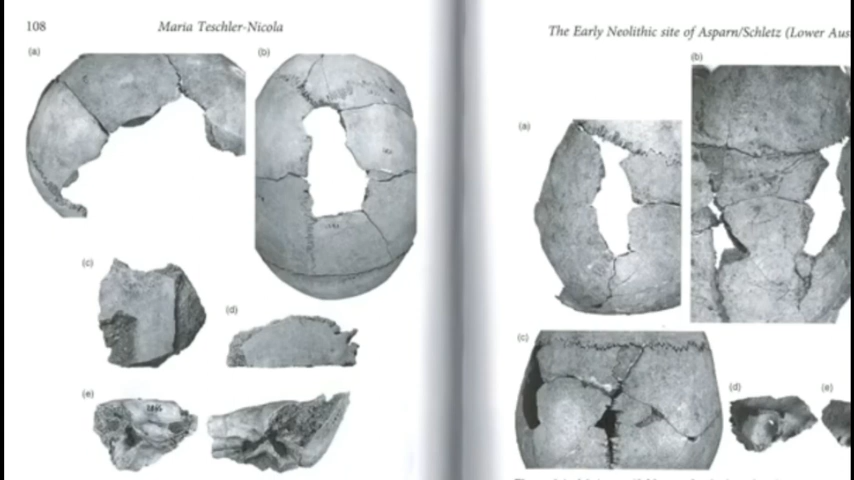 108
Maria Teschler-Nicola
(a)
(b)
(c)
(d)
(e)
The Early Neolithic site of Asparn/Schletz (Lower Aus
(b)
(a)
(c)
(d)
(e)